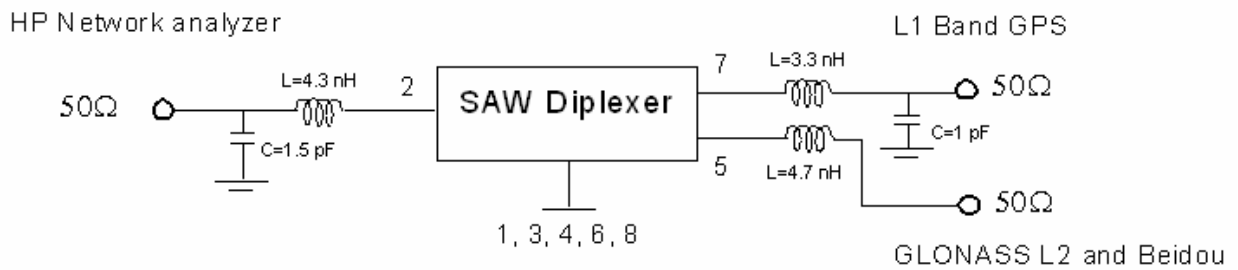 HP Network analyzer
L1 Band GPS
L=4.3 nH
2
SAW Diplexer
7
L=3.3 nH
50Ω
50Ω
C=1.5 pF
C=1 pF
5
L=4.7 nH
50Ω
1, 3, 4, 6, 8
GLONASS L2 and Beidou